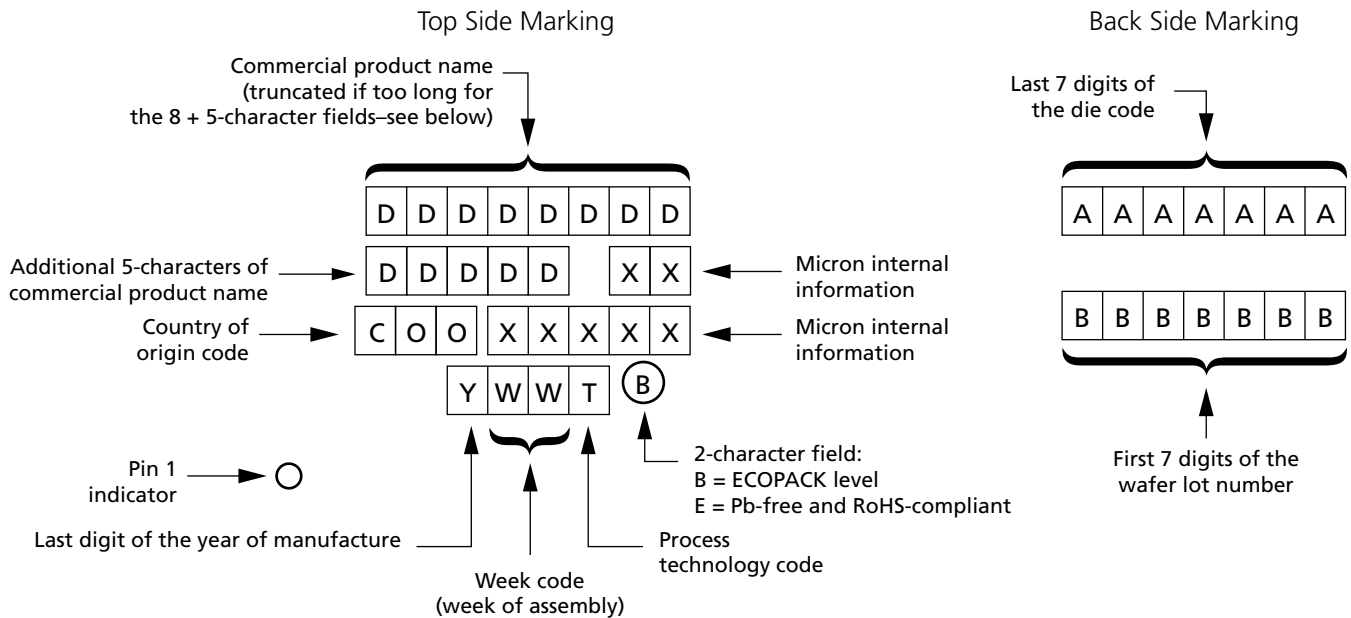 Top Side Marking
Back Side Marking
Commercial product name
(truncated if too long for
the 8 + 5-character fields–see below)
Last 7 digits of
the die code
D D D D D D D D
A A A A A A A
Additional 5-characters of
commercial product name
D D D D D X X
Micron internal
information
Country of
origin code
C O O X X X X X
Micron internal
information
B B B B B B B
Y W W T B
2-character field:
B = ECOPACK level
E = Pb-free and RoHS-compliant
First 7 digits of the
wafer lot number
Pin 1
indicator
Last digit of the year of manufacture
Process
technology code
Week code
(week of assembly)